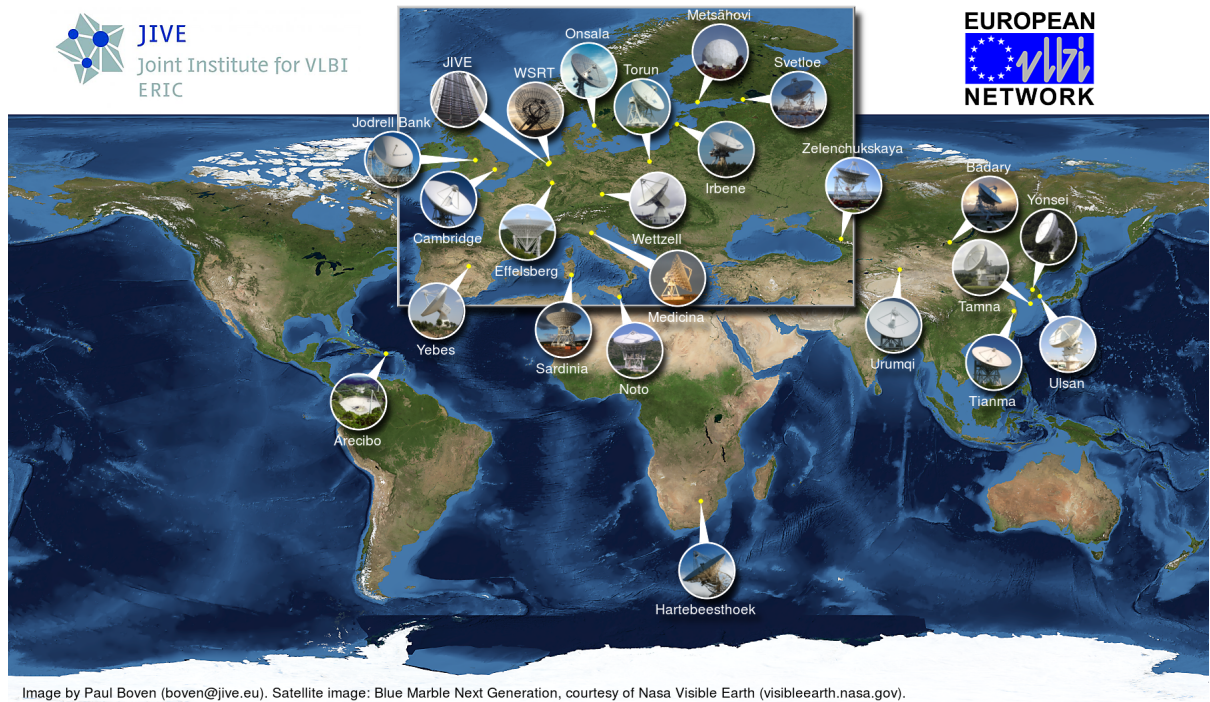 JIVE
Joint Institute for VLBI
ERIC
EUROPEAN
vlbi
NETWORK
Metsähovi
Onsala
JIVE
WSRT
Torun
Svetloe
Jodrell Bank
Zelenchukskaya
Irbene
Badary
Yonsei
Cambridge
Wettzell
Effelsberg
Tamna
Medicina
Yebes
Sardinia
Noto
Urumqi
Ulsan
Tianma
Arecibo
Hartebeesthoek
Image by Paul Boven (boven@jive.eu). Satellite image: Blue Marble Next Generation, courtesy of Nasa Visible Earth (visibleearth.nasa.gov).